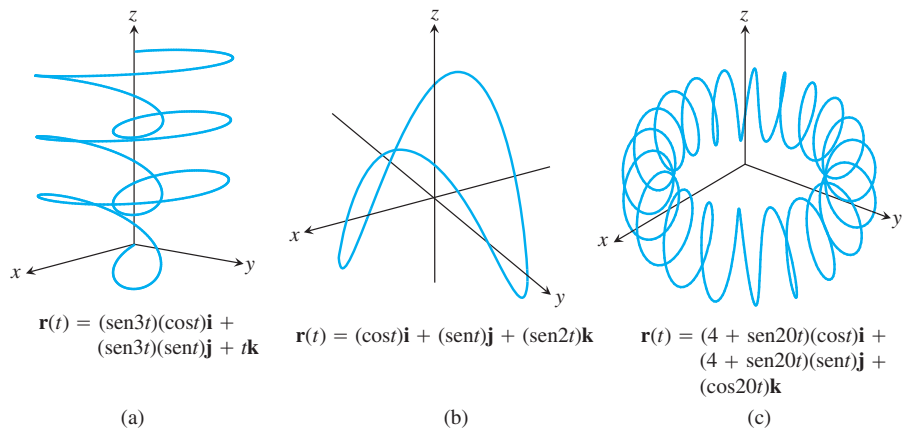 z
x
y
r(t) = (sen3t)(cost)i +
(sen3t)(sent)j + tk
(a)
z
x
y
r(t) = (cost)i + (sent)j + (sen2t)k
(b)
z
x
y
r(t) = (4 + sen20t)(cost)i +
(4 + sen20t)(sent)j +
(cos20t)k
(c)